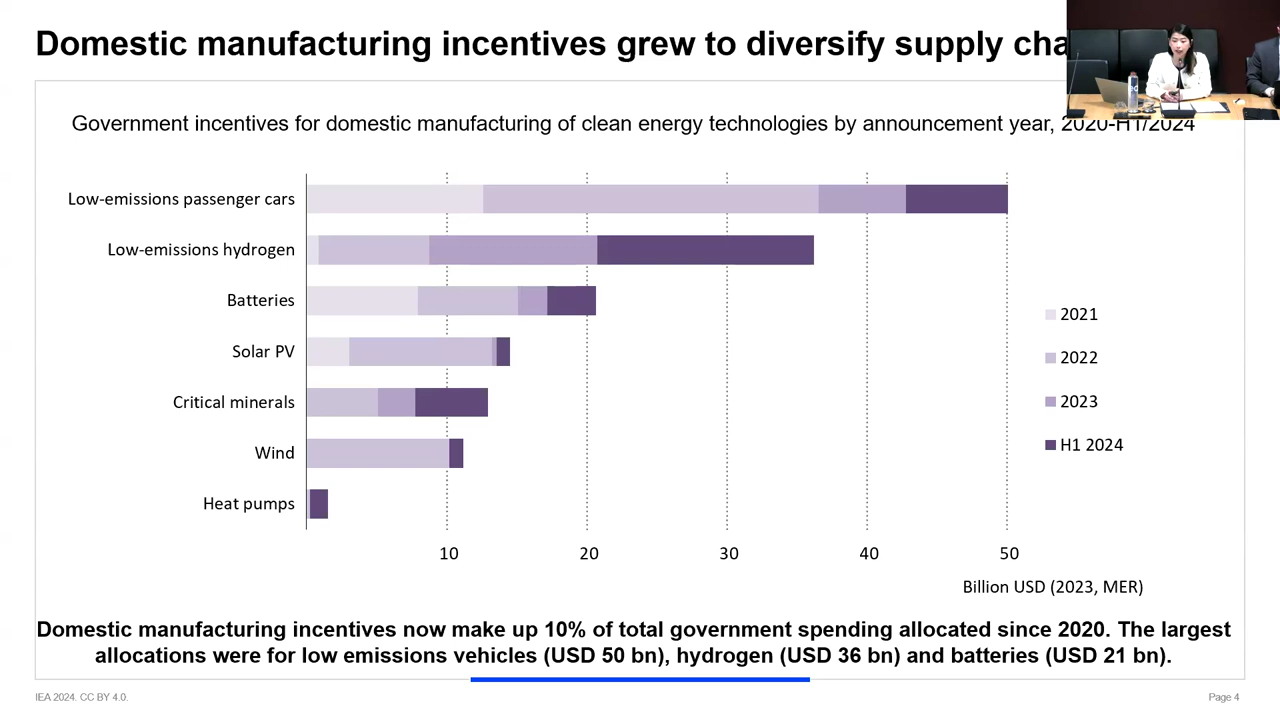 Domestic manufacturing incentives grew to diversify supply
Government incentives for domestic manufacturing of clean energy technologies by announcement year, 2020-H1/2024
Low-emissions passenger cars
Low-emissions hydrogen
Batteries
Solar PV
Critical minerals
Wind
Heat pumps
2021
2022
2023
H1 2024
10 20 30 40 50
Billion USD (2023, MER)
Domestic manufacturing incentives now make up 10% of total government spending allocated since 2020. The largest
allocations were for low emissions vehicles (USD 50 bn), hydrogen (USD 36 bn) and batteries (USD 21 bn).
IEA 2024. CC BY 4.0.
Page 4